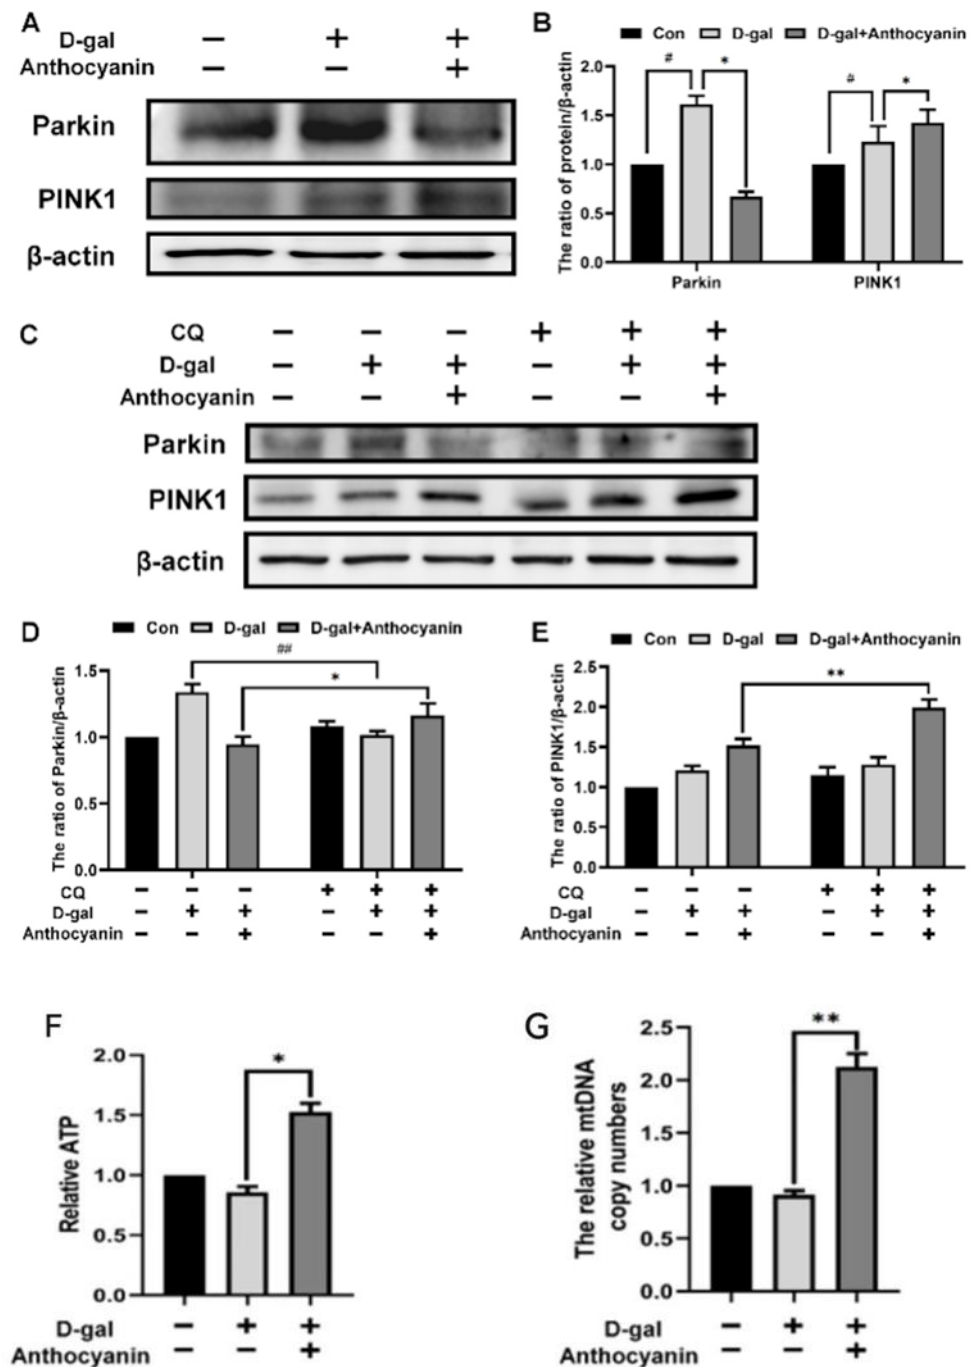 A
D-gal − + +
Anthocyanin − − +
Parkin
PINK1
β-actin
B
Con D-gal D-gal+Anthocyanin
The ratio of protein/β-actin
2.0
1.5
1.0
0.5
0.0
# * # *
Parkin PINK1
C
CQ − − − + + +
D-gal − + + − + +
Anthocyanin − − + − − +
Parkin
PINK1
β-actin
D
Con D-gal D-gal+Anthocyanin
The ratio of Parkin/β-actin
1.5
1.0
0.5
0.0
##
*
CQ − − − + + +
D-gal − + + − + +
Anthocyanin − − + − − +
E
Con D-gal D-gal+Anthocyanin
The ratio of PINK1/β-actin
2.5
2.0
1.5
1.0
0.5
0.0
**
CQ − − − + + +
D-gal − + + − + +
Anthocyanin − − + − − +
F
Relative ATP
2.0
1.5
1.0
0.5
0.0
*
D-gal − + +
Anthocyanin − − +
G
The relative mtDNA
copy numbers
2.5
2.0
1.5
1.0
0.5
0.0
**
D-gal − + +
Anthocyanin − − +